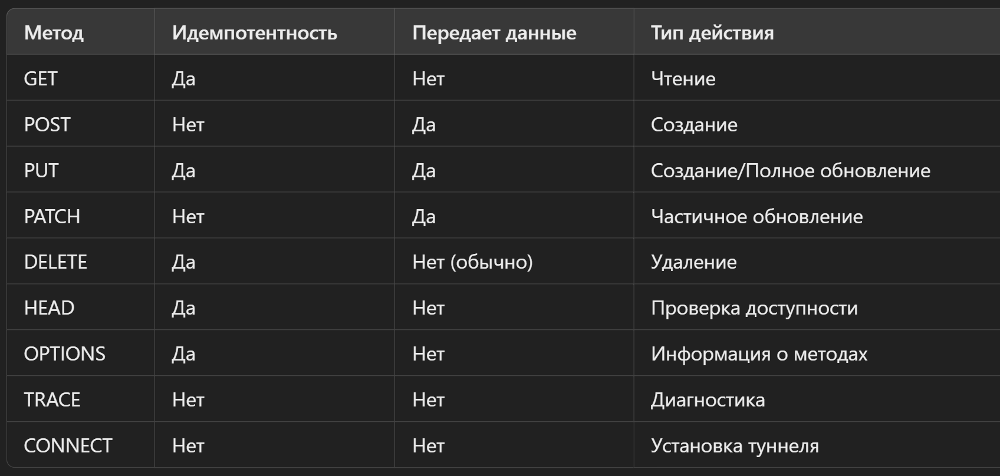 Метод Идемпотентность Передает данные Тип действия
GET Да Нет Чтение
POST Нет Да Создание
PUT Да Да Создание/Полное обновление
PATCH Нет Да Частичное обновление
DELETE Да Нет (обычно) Удаление
HEAD Да Нет Проверка доступности
OPTIONS Да Нет Информация о методах
TRACE Нет Нет Диагностика
CONNECT Нет Нет Установка туннеля